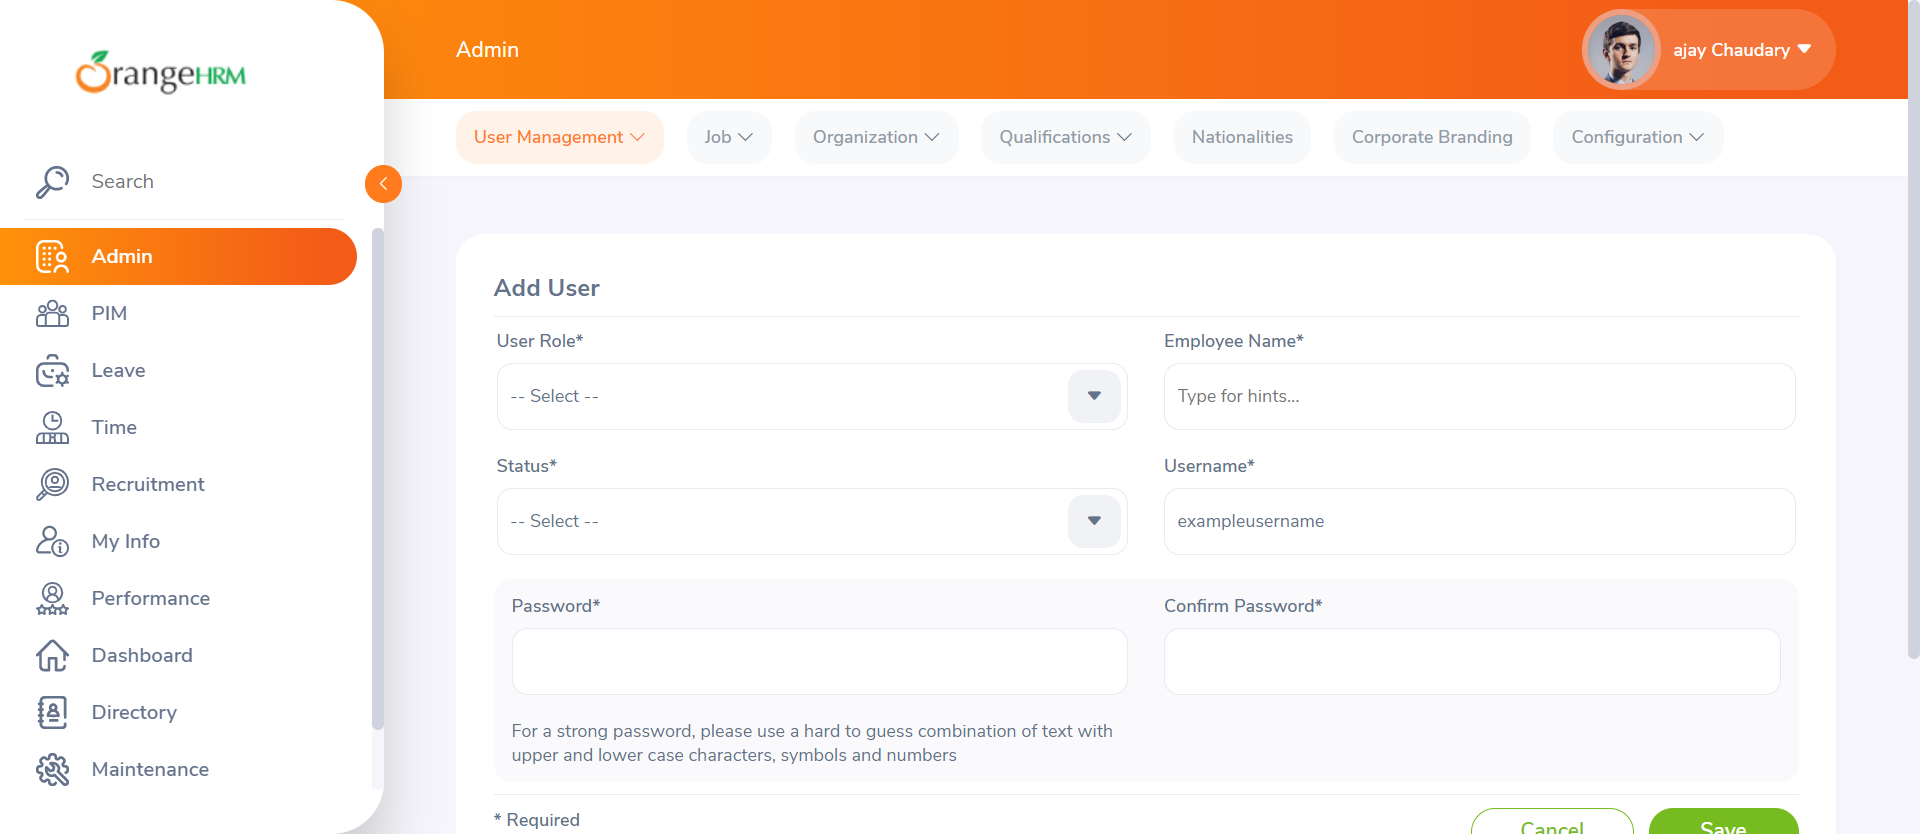 OrangeHRM
Search
Admin
PIM
Leave
Time
Recruitment
My Info
Performance
Dashboard
Directory
Maintenance
Admin
ajay Chaudary
User Management
Job
Organization
Qualifications
Nationalities
Corporate Branding
Configuration
Add User
User Role*
-- Select --
Employee Name*
Type for hints...
Status*
-- Select --
Username*
exampleusername
Password*
Confirm Password*
For a strong password, please use a hard to guess combination of text with
upper and lower case characters, symbols and numbers
* Required
Cancel
Save